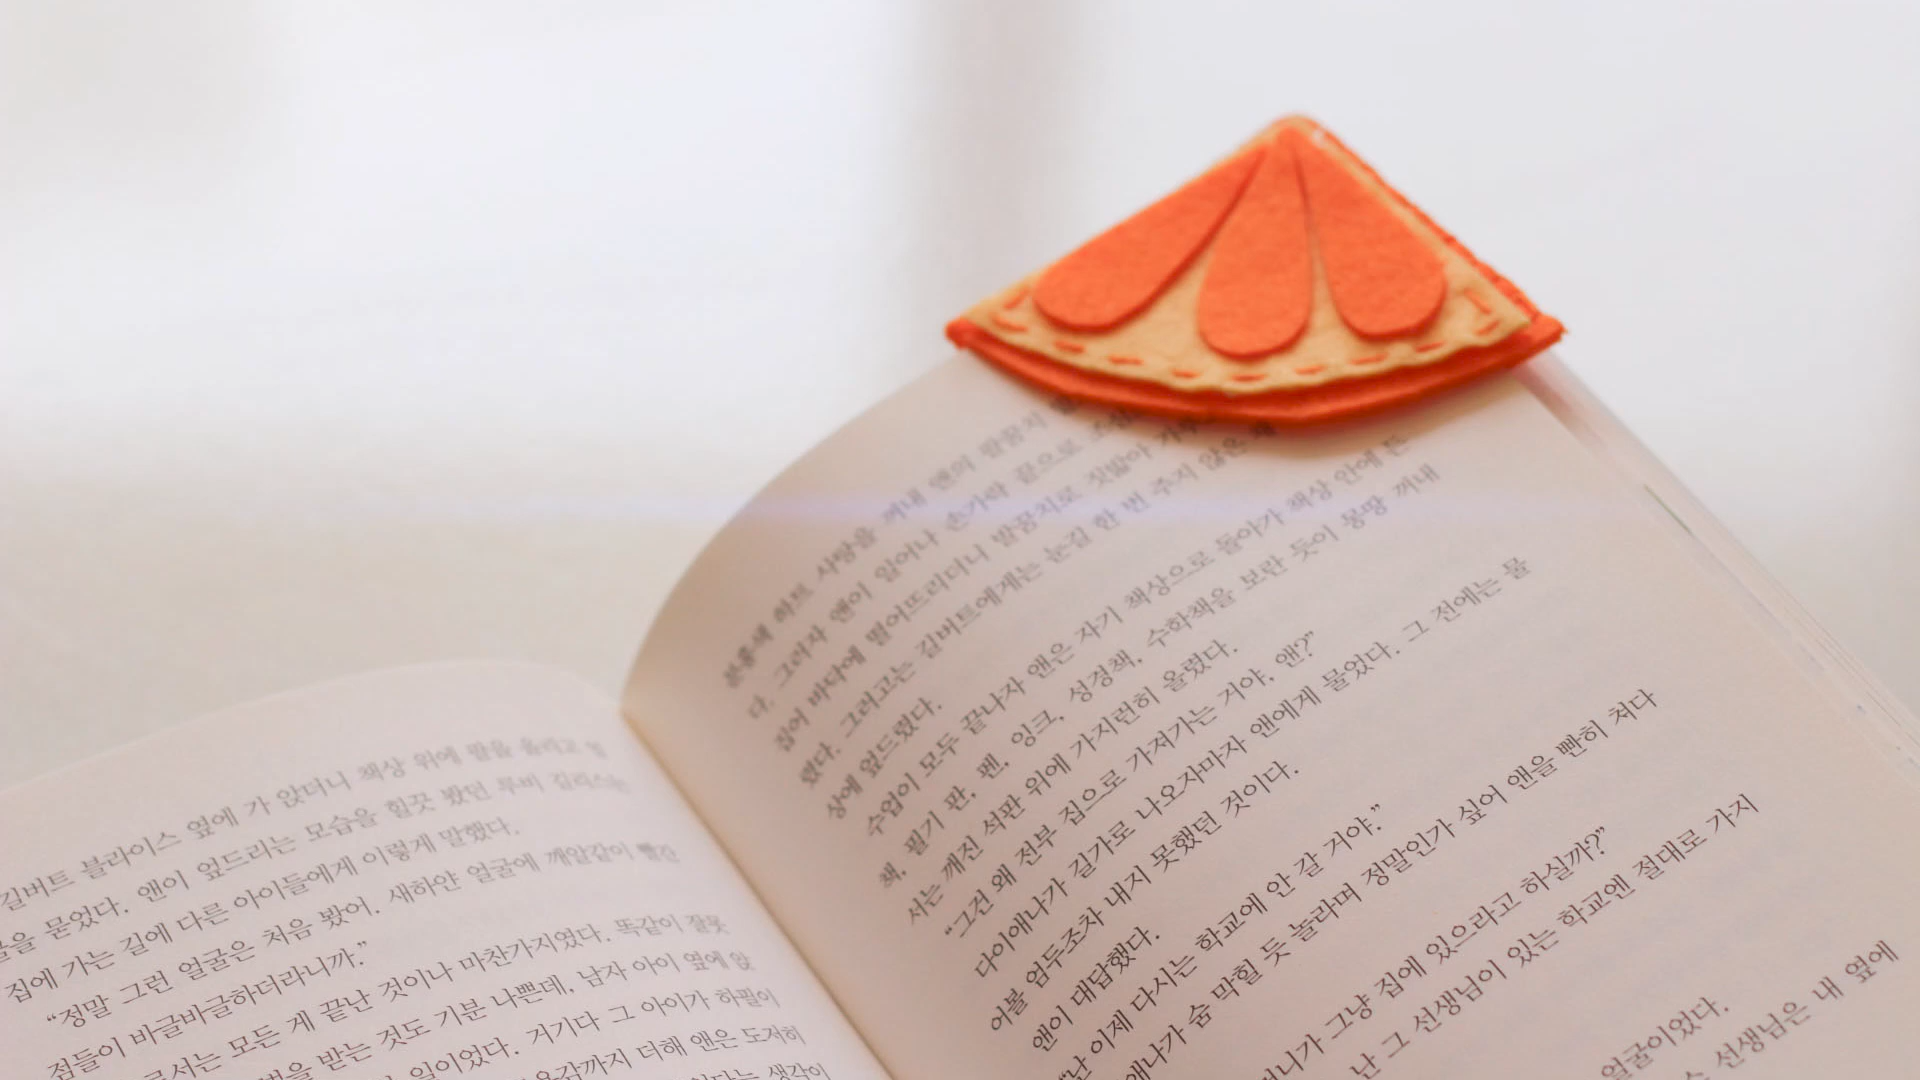 길버트 블라이스 옆에 가 앉더니 책상 위에 팔을 올리고
을 묻었다. 앤이 엎드리는 모습을 힐끗 봤던 루비 길리스는
집에 가는 길에 다른 아이들에게 이렇게 말했다.
“정말 그런 얼굴은 처음 봤어. 새하얀 얼굴에 깨알같이 빨간
점들이 바글바글하더라니까.”
로서는 모든 게 끝난 것이나 마찬가지였다. 똑같이 잘못
벌을 받는 것도 기분 나쁜데, 남자 아이 옆에 앉
일이었다. 거기다 그 아이가 하필이
까지 더해 앤은 도저히
는 생각이
분홍색 하트 사탕을 꺼내 앤의 팔꿈치
다. 그러자 앤이 일어나 손가락 끝으로
집어 바닥에 떨어뜨리더니 발꿈치로 짓밟아
렸다. 그러고는 길버트에게는 눈길 한 번 주지 않은 채
상에 엎드렸다.
수업이 모두 끝나자 앤은 자기 책상으로 돌아가 책상 안에 든
책, 필기 판, 펜, 잉크, 성경책, 수학책을 보란 듯이 몽땅 꺼내
서는 깨진 석판 위에 가지런히 올렸다.
“그건 왜 전부 집으로 가져가는 거야, 앤?”
다이애나가 길가로 나오자마자 앤에게 물었다. 그 전에는 물
어볼 엄두조차 내지 못했던 것이다.
앤이 대답했다.
“난 이제 다시는 학교에 안 갈 거야.”
애나가 숨 막힐 듯 놀라며 정말인가 싶어 앤을 빤히 쳐다
니가 그냥 집에 있으라고 하실까?”
난 그 선생님이 있는 학교엔 절대로 가지
얼굴이었다.
선생님은 내 옆에